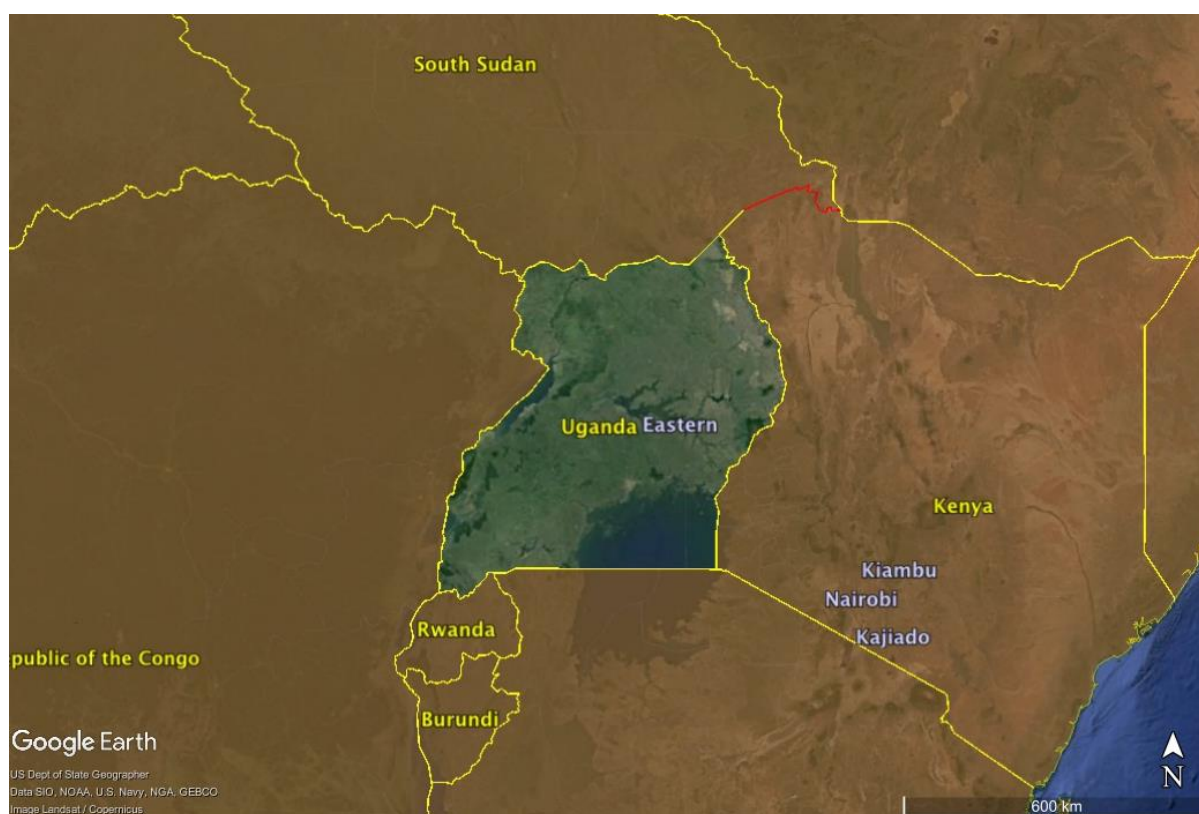 South Sudan
Uganda Eastern
Kenya
Kiambu
Nairobi
Rwanda
Kajiado
public of the Congo
Burundi
Google Earth
US Dept of State Geographer
Data SIO, NOAA, U.S. Navy, NGA, GEBCO
Image Landsat / Copernicus
N
600 km